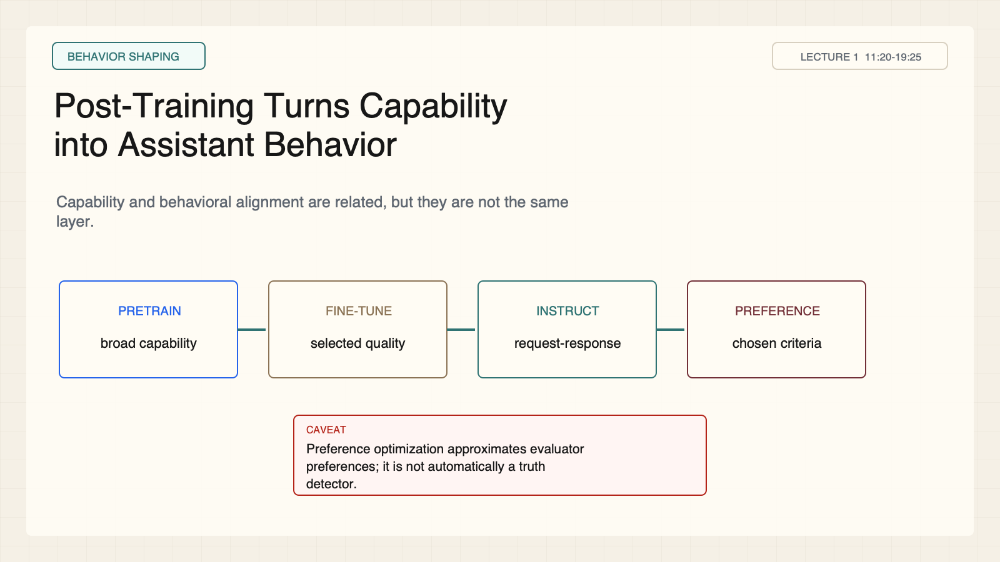 BEHAVIOR SHAPING
LECTURE 1 11:20-19:25
Post-Training Turns Capability
into Assistant Behavior
Capability and behavioral alignment are related, but they are not the same
layer.
PRETRAIN
broad capability
FINE-TUNE
selected quality
INSTRUCT
request-response
PREFERENCE
chosen criteria
CAVEAT
Preference optimization approximates evaluator
preferences; it is not automatically a truth
detector.